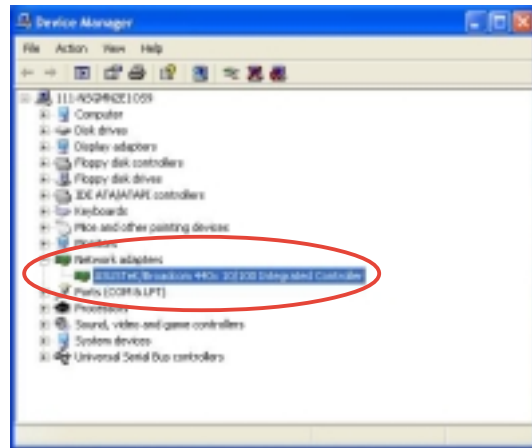 Device Manager
File Action View Help
Computer
Disk drives
Display adapters
Floppy disk controllers
Floppy disk drives
IDE ATA/ATAPI controllers
Keyboards
Mice and other pointing devices
Monitors
Network adapters
ASUSTeK/Broadcom 440x 10/100 Integrated Controller
Ports (COM & LPT)
Processors
Sound, video and game controllers
System devices
Universal Serial Bus controllers